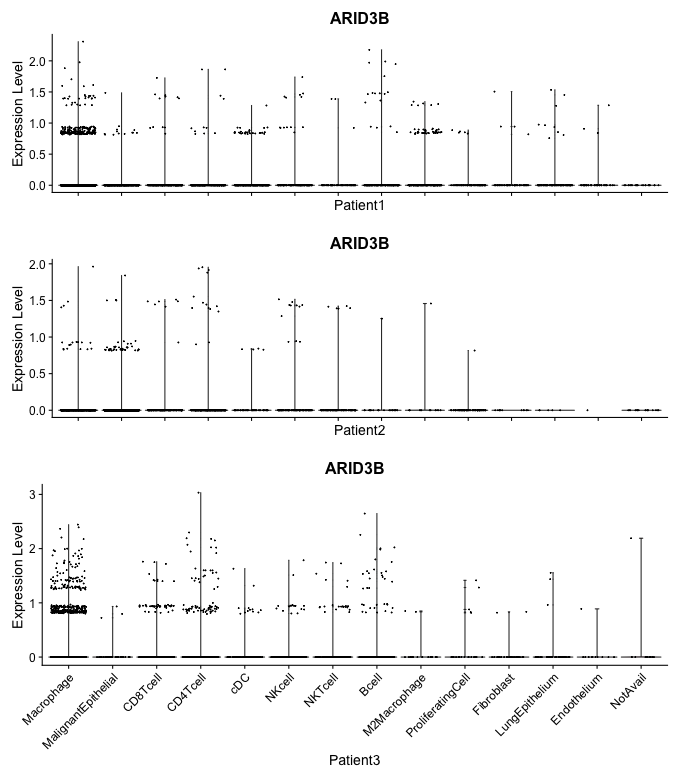 ARID3B
Expression Level
2.0
1.5
1.0
0.5
0.0
Patient1
ARID3B
Expression Level
2.0
1.5
1.0
0.5
0.0
Patient2
ARID3B
Expression Level
3
2
1
0
Macrophage
MalignantEpithelial
CD8Tcell
CD4Tcell
cDC
NKcell
NKTcell
Bcell
M2Macrophage
ProliferatingCell
Fibroblast
LungEpithelium
Endothelium
NotAvail
Patient3